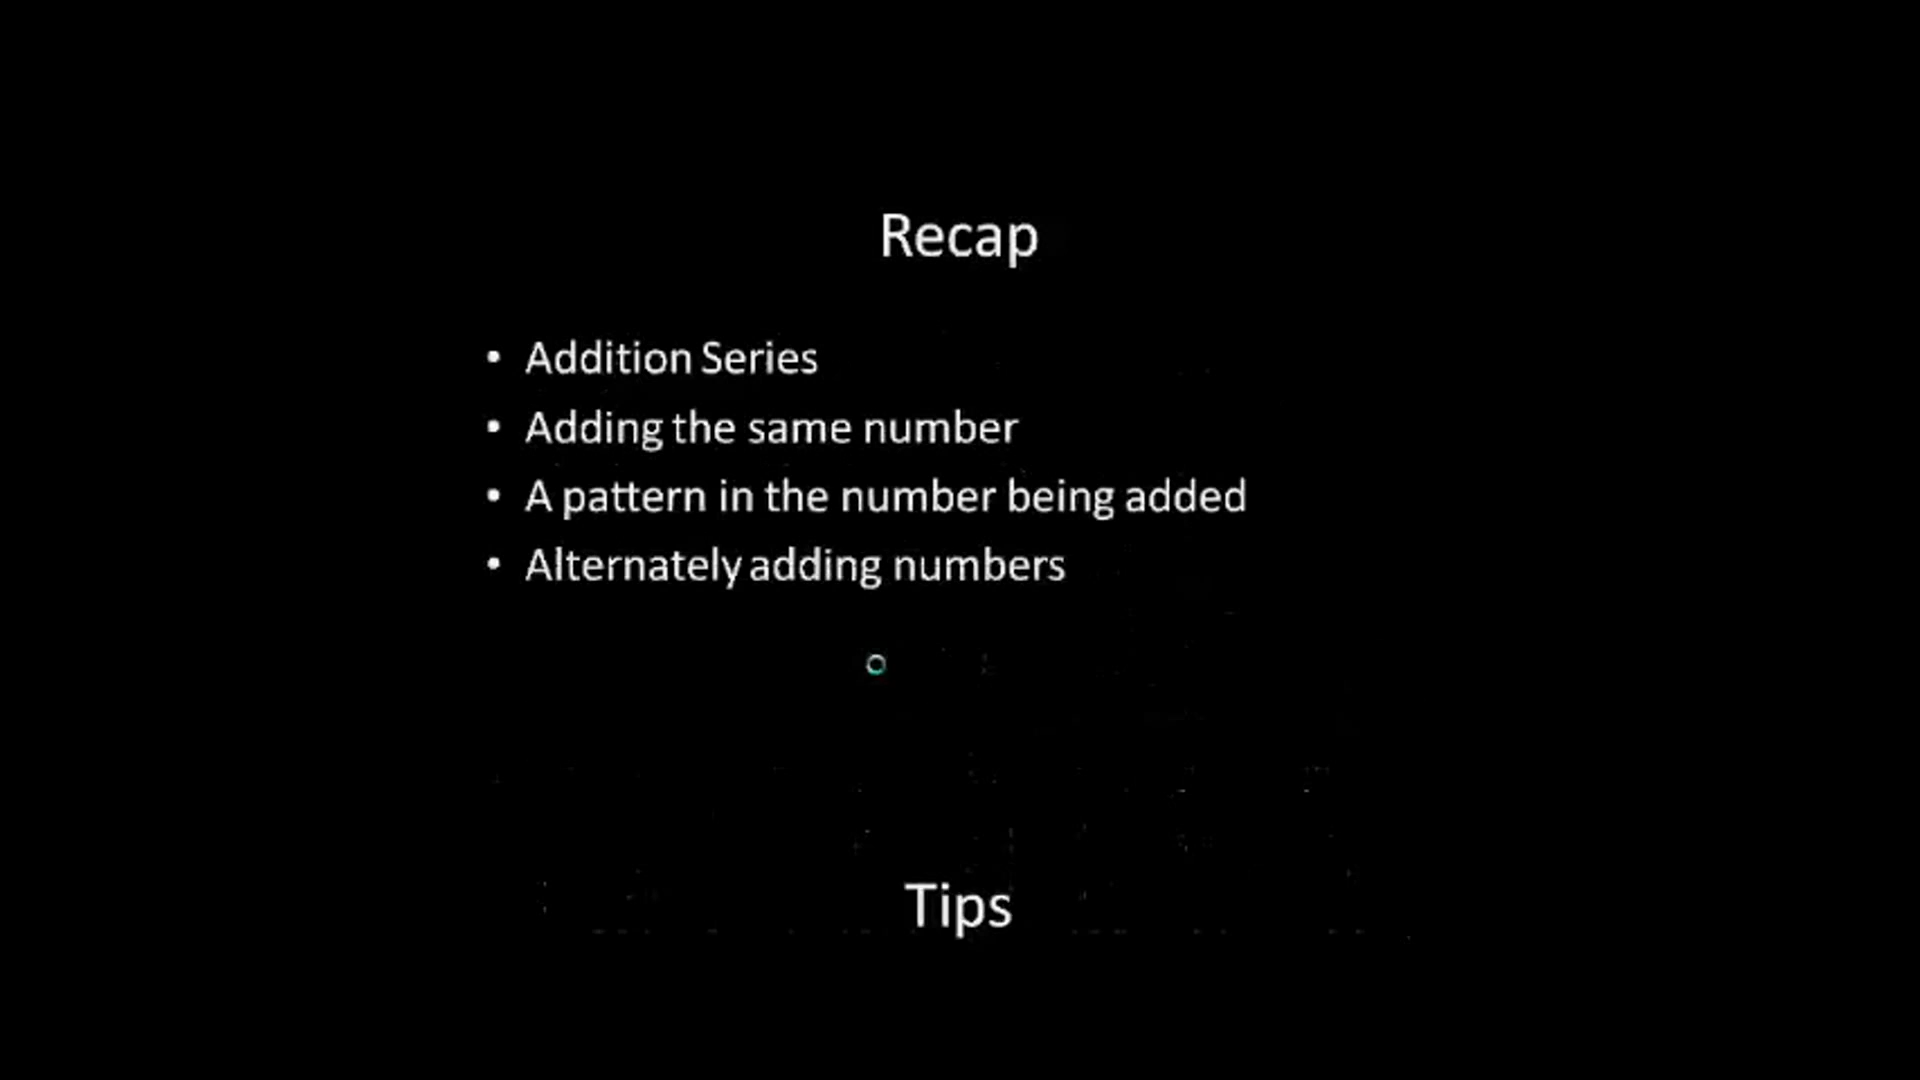 Recap
• Addition Series
• Adding the same number
• A pattern in the number being added
• Alternately adding numbers
Tips